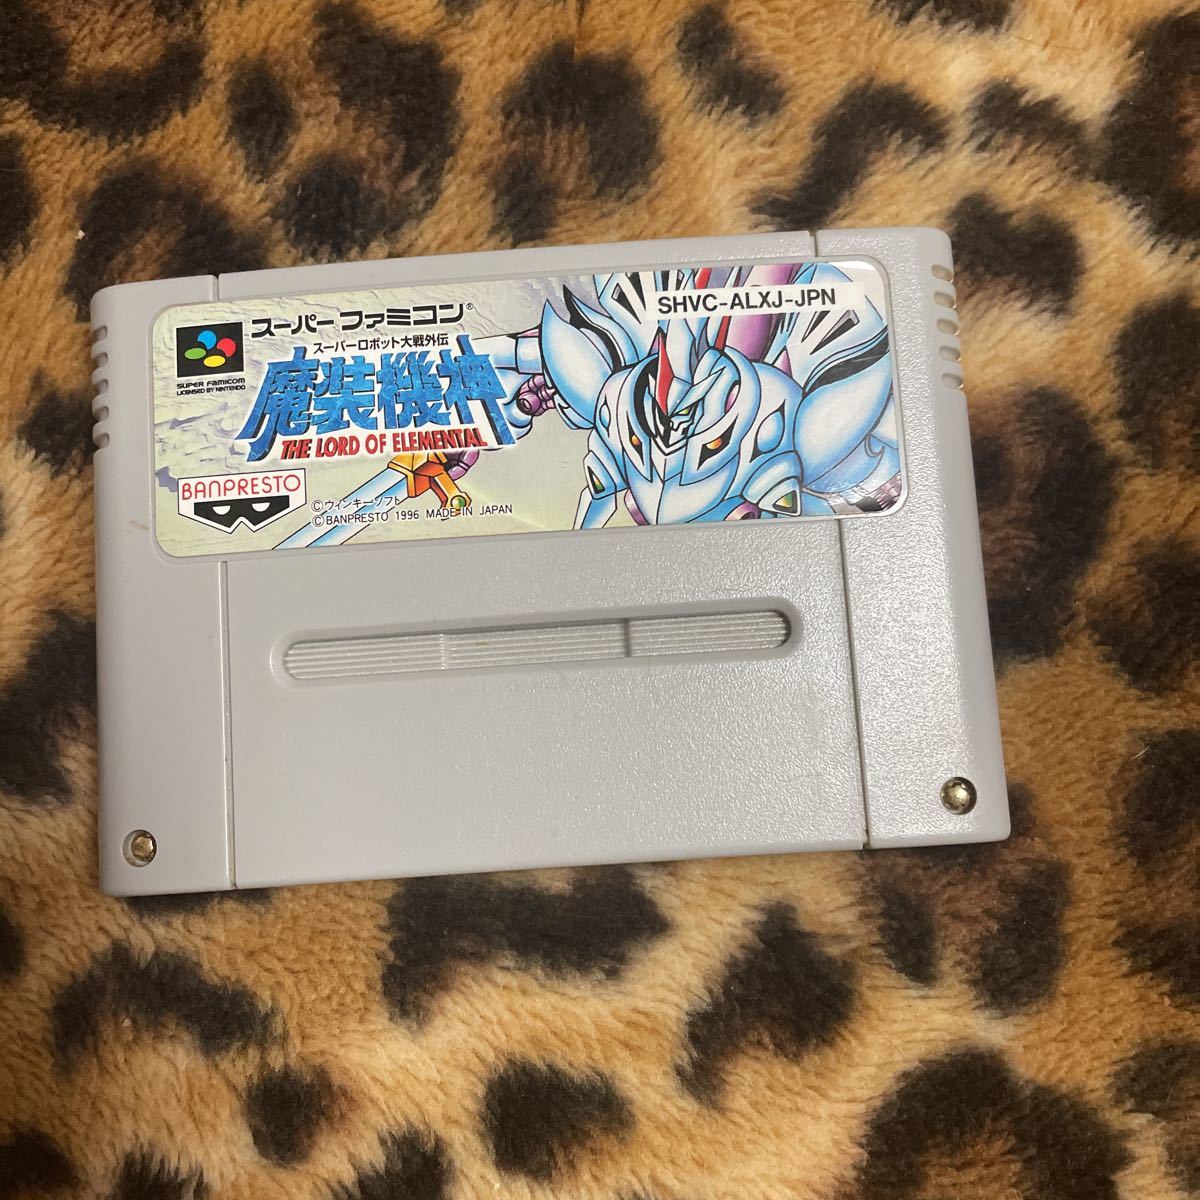 スーパーファミコン®
SHVC-ALXJ-JPN
スーパーロボット大戦外伝
SUPER FAMICOM
LICENSED BY NINTENDO
魔装機神
THE LORD OF ELEMENTAL
BANPRESTO
©ウィンキーソフト
©BANPRESTO 1996 MADE IN JAPAN